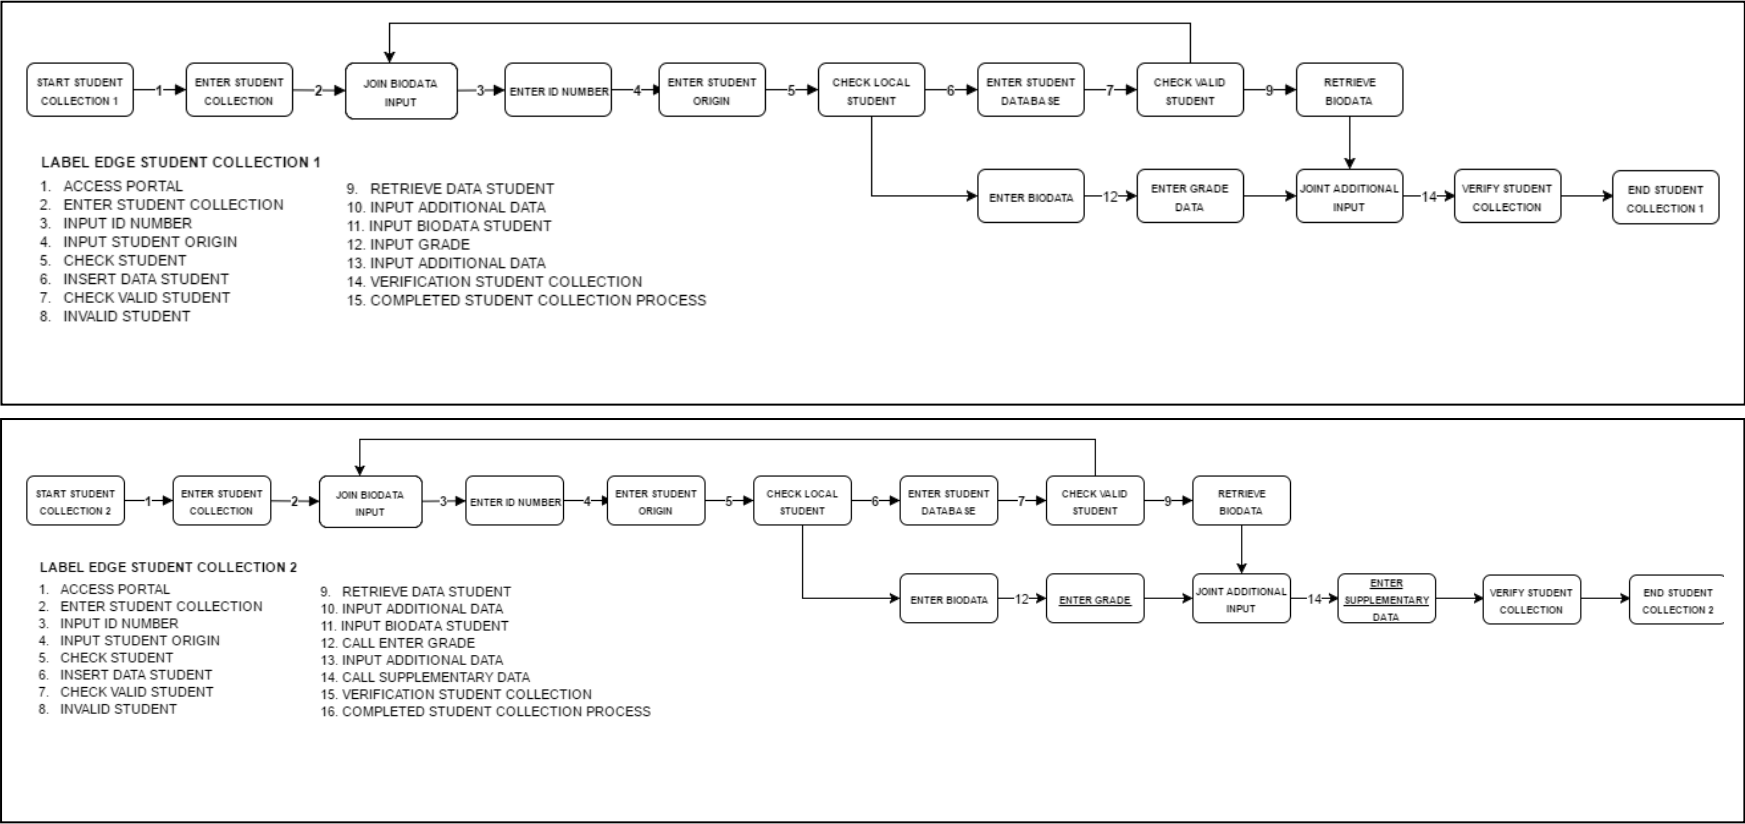 START STUDENT
COLLECTION 1
1
ENTER STUDENT
COLLECTION
2
JOIN BIODATA
INPUT
3
ENTER ID NUMBER
4
ENTER STUDENT
ORIGIN
5
CHECK LOCAL
STUDENT
6
ENTER STUDENT
DATABASE
7
CHECK VALID
STUDENT
9
RETRIEVE
BIODATA
ENTER BIODATA
12
ENTER GRADE
DATA
JOINT ADDITIONAL
INPUT
14
VERIFY STUDENT
COLLECTION
END STUDENT
COLLECTION 1
LABEL EDGE STUDENT COLLECTION 1
1. ACCESS PORTAL
2. ENTER STUDENT COLLECTION
3. INPUT ID NUMBER
4. INPUT STUDENT ORIGIN
5. CHECK STUDENT
6. INSERT DATA STUDENT
7. CHECK VALID STUDENT
8. INVALID STUDENT
9. RETRIEVE DATA STUDENT
10. INPUT ADDITIONAL DATA
11. INPUT BIODATA STUDENT
12. INPUT GRADE
13. INPUT ADDITIONAL DATA
14. VERIFICATION STUDENT COLLECTION
15. COMPLETED STUDENT COLLECTION PROCESS
START STUDENT
COLLECTION 2
1
ENTER STUDENT
COLLECTION
2
JOIN BIODATA
INPUT
3
ENTER ID NUMBER
4
ENTER STUDENT
ORIGIN
5
CHECK LOCAL
STUDENT
6
ENTER STUDENT
DATABASE
7
CHECK VALID
STUDENT
9
RETRIEVE
BIODATA
ENTER BIODATA
12
ENTER GRADE
JOINT ADDITIONAL
INPUT
14
ENTER
SUPPLEMENTARY
DATA
VERIFY STUDENT
COLLECTION
END STUDENT
COLLECTION 2
LABEL EDGE STUDENT COLLECTION 2
1. ACCESS PORTAL
2. ENTER STUDENT COLLECTION
3. INPUT ID NUMBER
4. INPUT STUDENT ORIGIN
5. CHECK STUDENT
6. INSERT DATA STUDENT
7. CHECK VALID STUDENT
8. INVALID STUDENT
9. RETRIEVE DATA STUDENT
10. INPUT ADDITIONAL DATA
11. INPUT BIODATA STUDENT
12. CALL ENTER GRADE
13. INPUT ADDITIONAL DATA
14. CALL SUPPLEMENTARY DATA
15. VERIFICATION STUDENT COLLECTION
16. COMPLETED STUDENT COLLECTION PROCESS